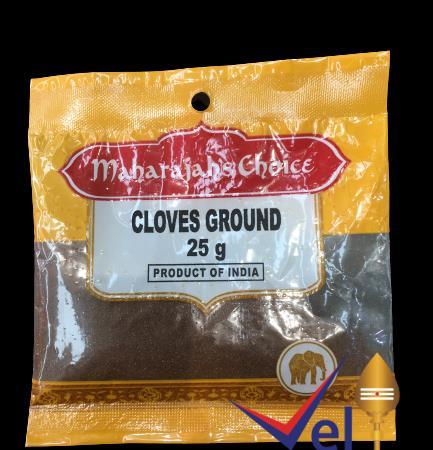 Maharajah's Choice
CLOVES GROUND
25 g
PRODUCT OF INDIA
Vel